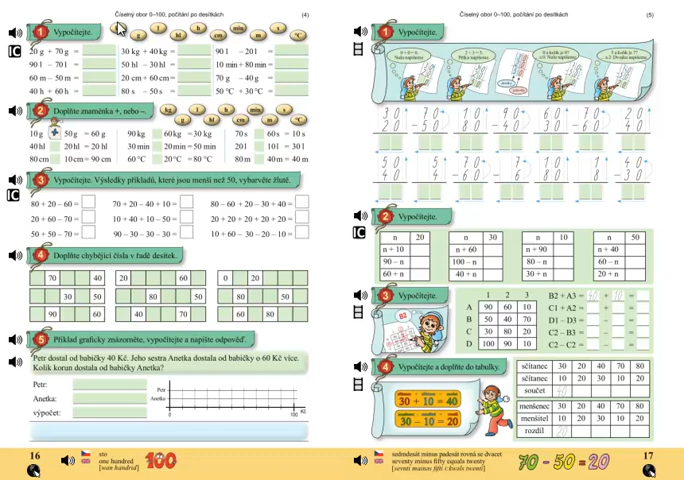 Číselný obor 0–100, počítání po desítkách (4)
1 Vypočítejte.
l h min s
g hl cm m °C
20 g + 70 g = 30 kg + 40 kg = 90 l – 20 l =
90 l – 70 l = 50 hl – 30 hl = 10 min + 80 min =
60 m – 50 m = 20 cm + 60 cm = 70 g – 40 g =
40 h + 60 h = 80 s – 50 s = 50 °C + 30 °C =
2 Doplňte znaménka +, nebo –.
kg l h min s
g hl cm m °C
10 g + 50 g = 60 g 90 kg 60 kg = 30 kg 70 s 60 s = 10 s
40 hl 20 hl = 20 hl 30 min 20 min = 50 min 20 l 10 l = 30 l
80 cm 10 cm = 90 cm 60 °C 20 °C = 80 °C 80 m 40 m = 40 m
3 Vypočítejte. Výsledky příkladů, které jsou menší než 50, vybarvěte žlutě.
80 + 20 – 60 = 70 + 20 – 40 + 10 = 80 – 60 + 20 – 30 + 40 =
20 + 60 – 70 = 10 + 40 + 10 – 50 = 20 + 20 + 20 + 20 + 20 =
50 + 50 – 70 = 90 – 30 – 30 – 30 = 10 + 60 – 30 – 20 – 10 =
4 Doplňte chybějící čísla v řadě desítek.
70 40 20 60 0 20
30 50 80 50 80 50
90 60 40 70 60 80
5 Příklad graficky znázorněte, vypočítejte a napište odpověď.
Petr dostal od babičky 40 Kč. Jeho sestra Anetka dostala od babičky o 60 Kč více.
Kolik korun dostala od babičky Anetka?
Petr:
Petr
Anetka:
Anetka
výpočet:
0 100 Kč
16
sto
one hundred
[wan handrid]
100
Číselný obor 0–100, počítání po desítkách (5)
1 Vypočítejte.
2
n 20 n 30 n 10 n 50
n + 10 n + 60 n + 90 n + 40
90 – n 100 – n 80 – n 60 – n
60 + n 40 + n 30 + n 20 + n
Vypočítejte.
3 Vypočítejte.
B2
1 2 3
A 90 60 10
B 50 40 70
C 30 80 20
D 100 90 10
B2 + A3 = 40 + 10 =
C1 + A2 = + =
D1 – D3 = – =
C2 – B3 = – =
C2 – C2 = – =
4 Vypočítejte a doplňte do tabulky.
30 + 10 = 40
30 – 10 = 20
sčítanec 30 20 40 70 80
sčítanec 10 20 30 10 20
součet 40
menšenec 30 20 40 70 80
menšitel 10 20 30 10 20
rozdíl 20
sedmdesát minus padesát rovná se dvacet
seventy minus fifty equals twenty
70 – 50 = 20
17